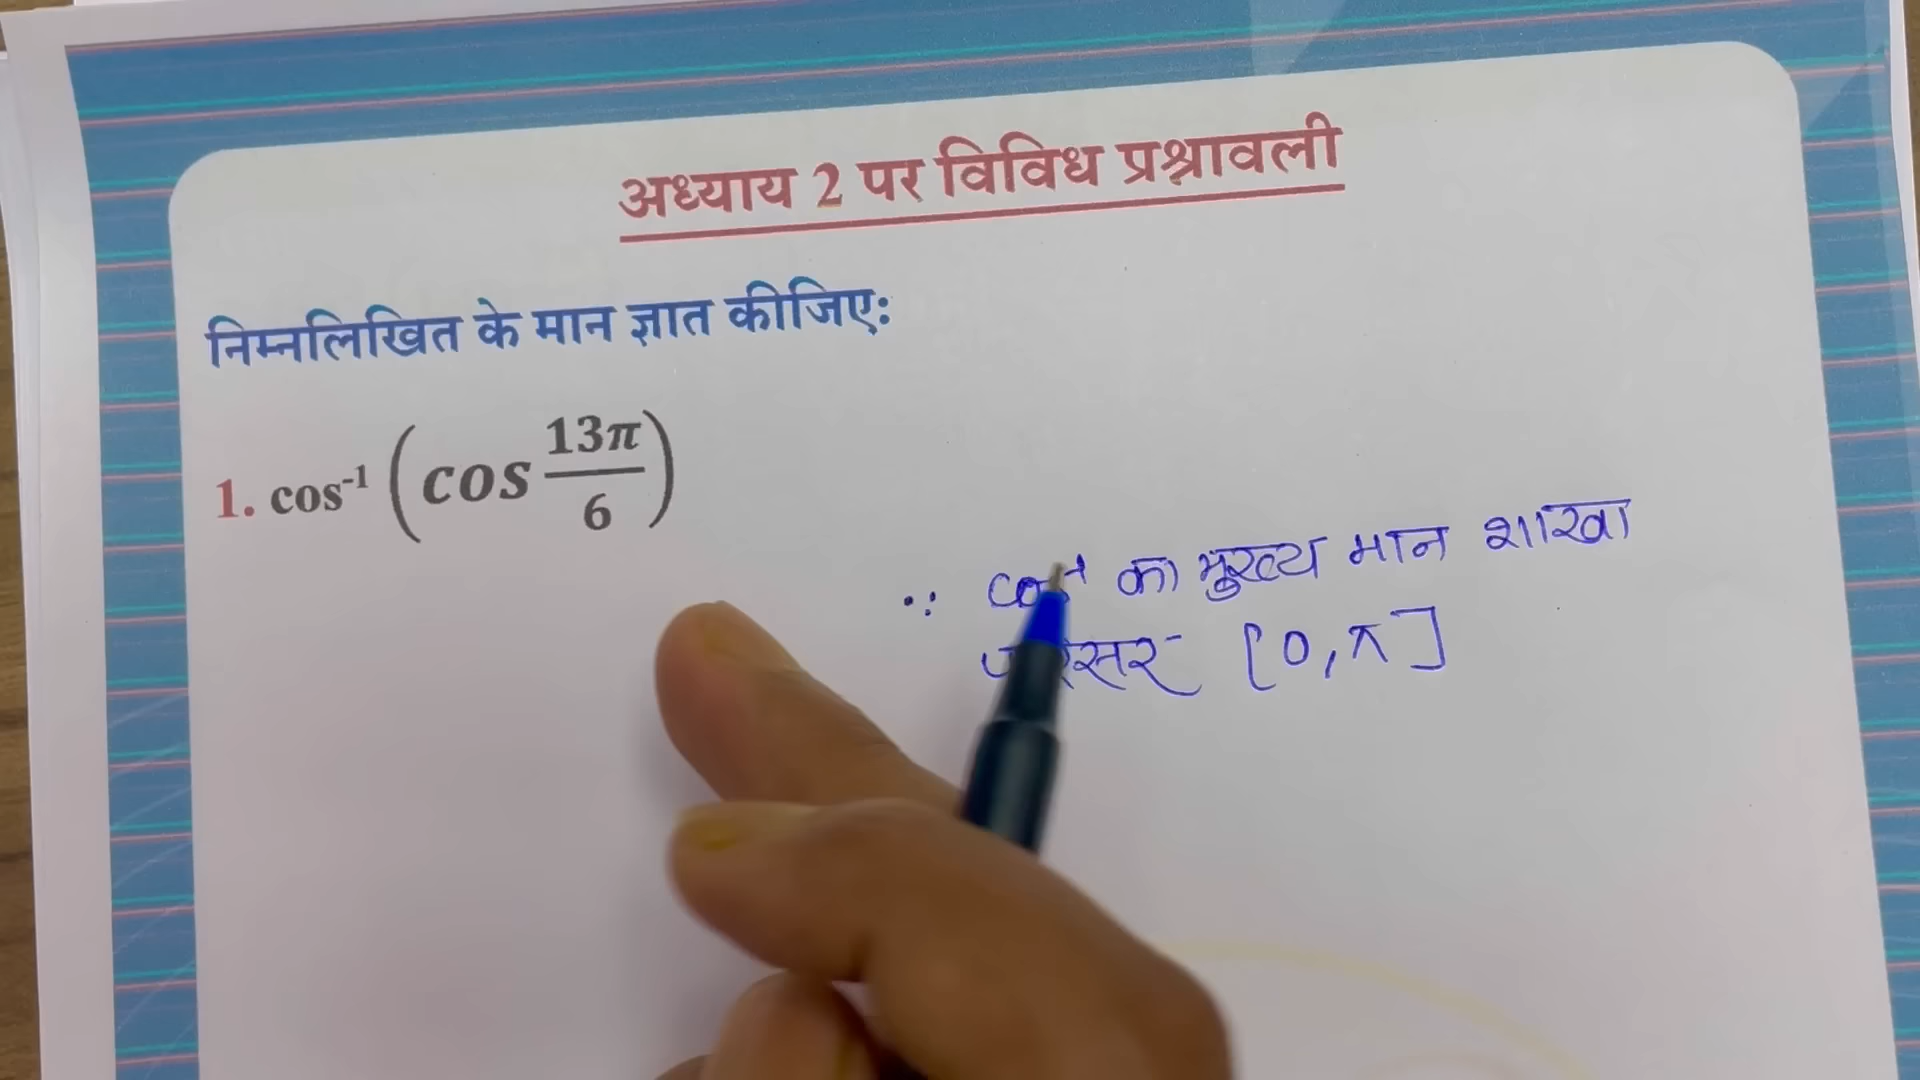 अध्याय 2 पर विविध प्रश्नावली
निम्नलिखित के मान ज्ञात कीजिए:
1. cos⁻¹ (cos 13π/6)
∵ cos⁻¹ का मुख्य मान शाखा
[0, π]